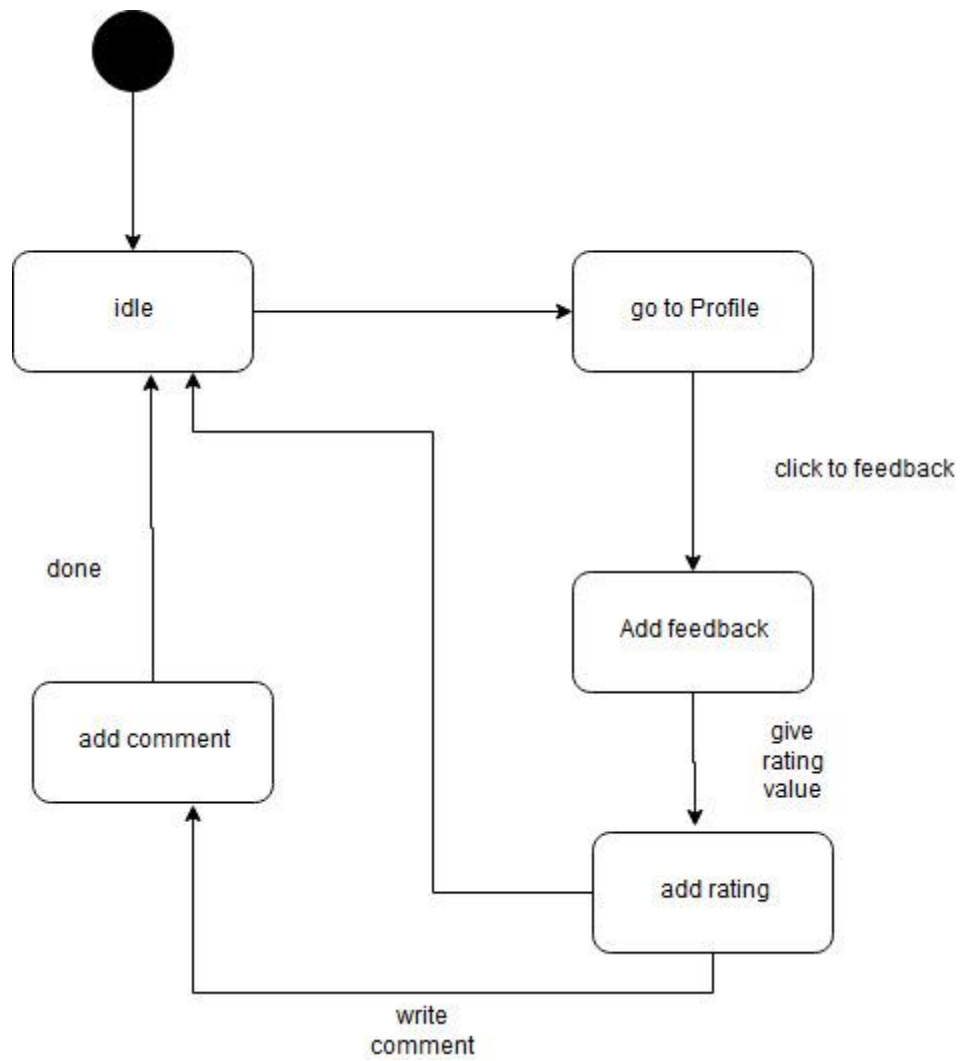 idle
go to Profile
click to feedback
done
Add feedback
add comment
give
rating
value
add rating
write
comment